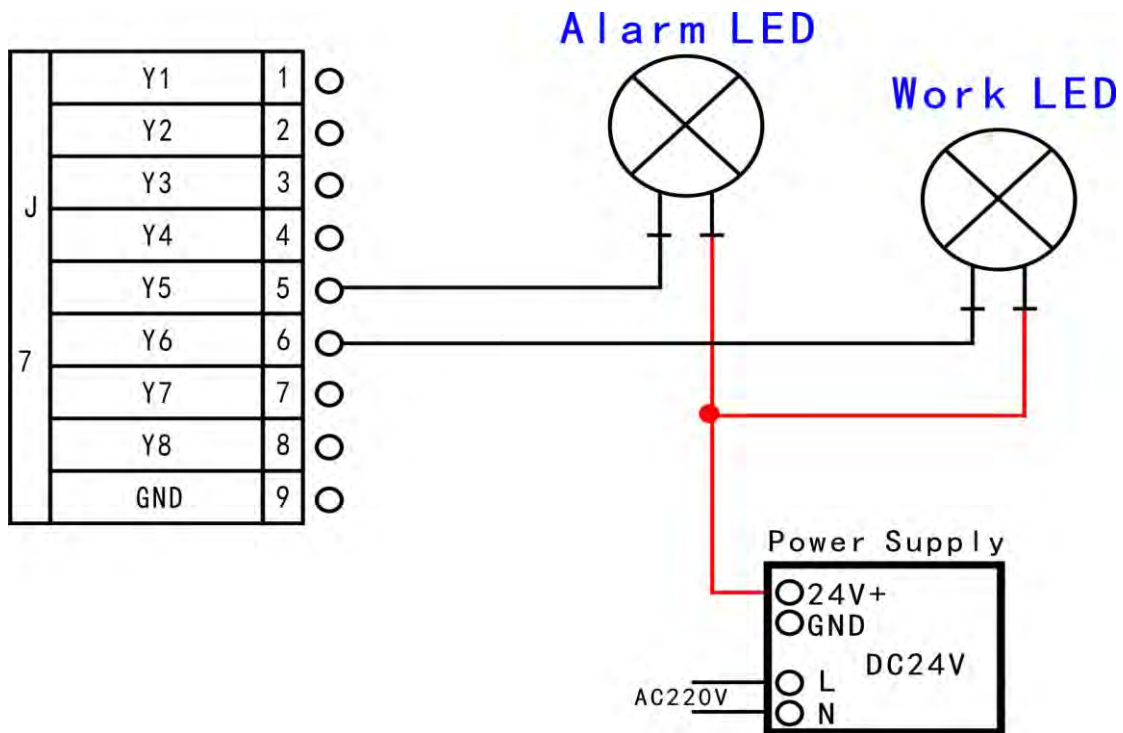 Alarm LED
Work LED
J7
Y1 1
Y2 2
Y3 3
Y4 4
Y5 5
Y6 6
Y7 7
Y8 8
GND 9
Power Supply
24V+
GND
DC24V
AC220V
L
N